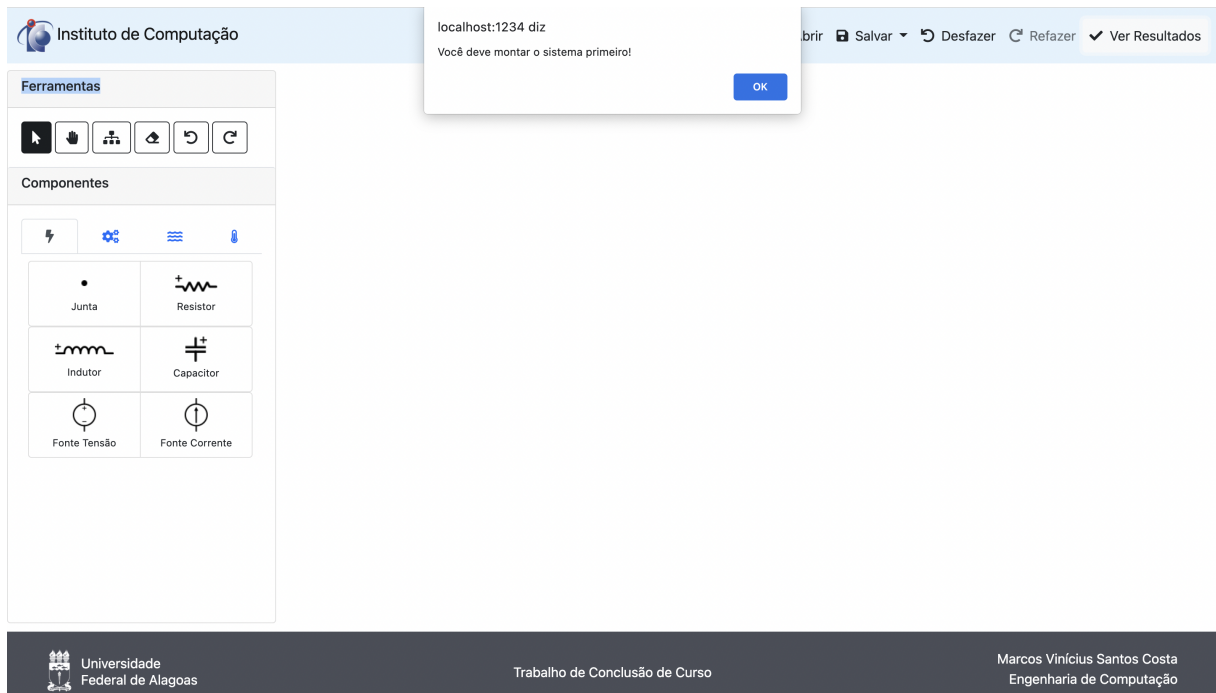 Instituto de Computação
localhost:1234 diz
Você deve montar o sistema primeiro!
OK
Salvar
Desfazer
Refazer
Ver Resultados
Ferramentas
Componentes
Junta
Resistor
Indutor
Capacitor
Fonte Tensão
Fonte Corrente
Universidade
Federal de Alagoas
Trabalho de Conclusão de Curso
Marcos Vinícius Santos Costa
Engenharia de Computação